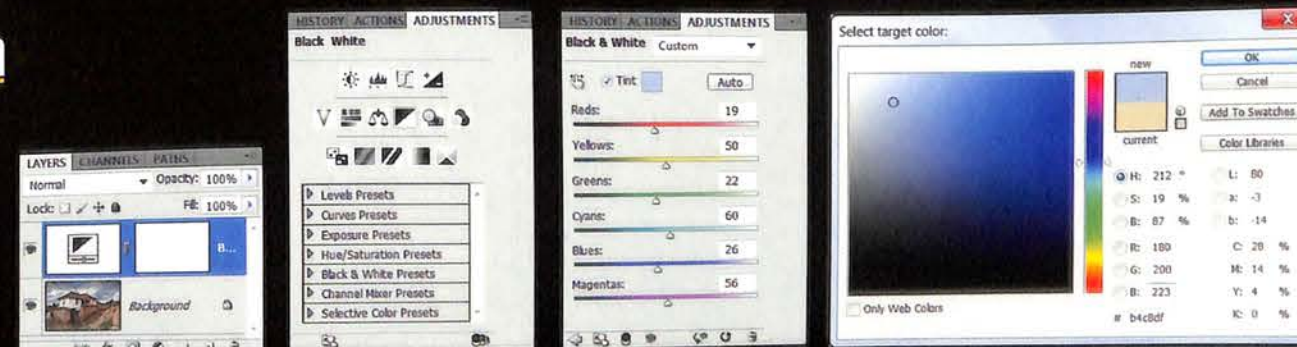 LAYERS CHANNELS PATHS
Normal Opacity: 100%
Lock: Fill: 100%
B...
Background
HISTORY ACTIONS ADJUSTMENTS
Black White
Levels Presets
Curves Presets
Exposure Presets
Hue/Saturation Presets
Black & White Presets
Channel Mixer Presets
Selective Color Presets
HISTORY ACTIONS ADJUSTMENTS
Black & White Custom
Tint Auto
Reds: 19
Yellows: 50
Greens: 22
Cyans: 60
Blues: 26
Magentas: 56
Select target color:
new
current
OK
Cancel
Add To Swatches
Color Libraries
H: 212 ° L: 80
S: 19 % a: -3
B: 87 % b: -14
R: 180 C: 28 %
G: 200 M: 14 %
B: 223 Y: 4 %
# b4c8df K: 0 %
Only Web Colors